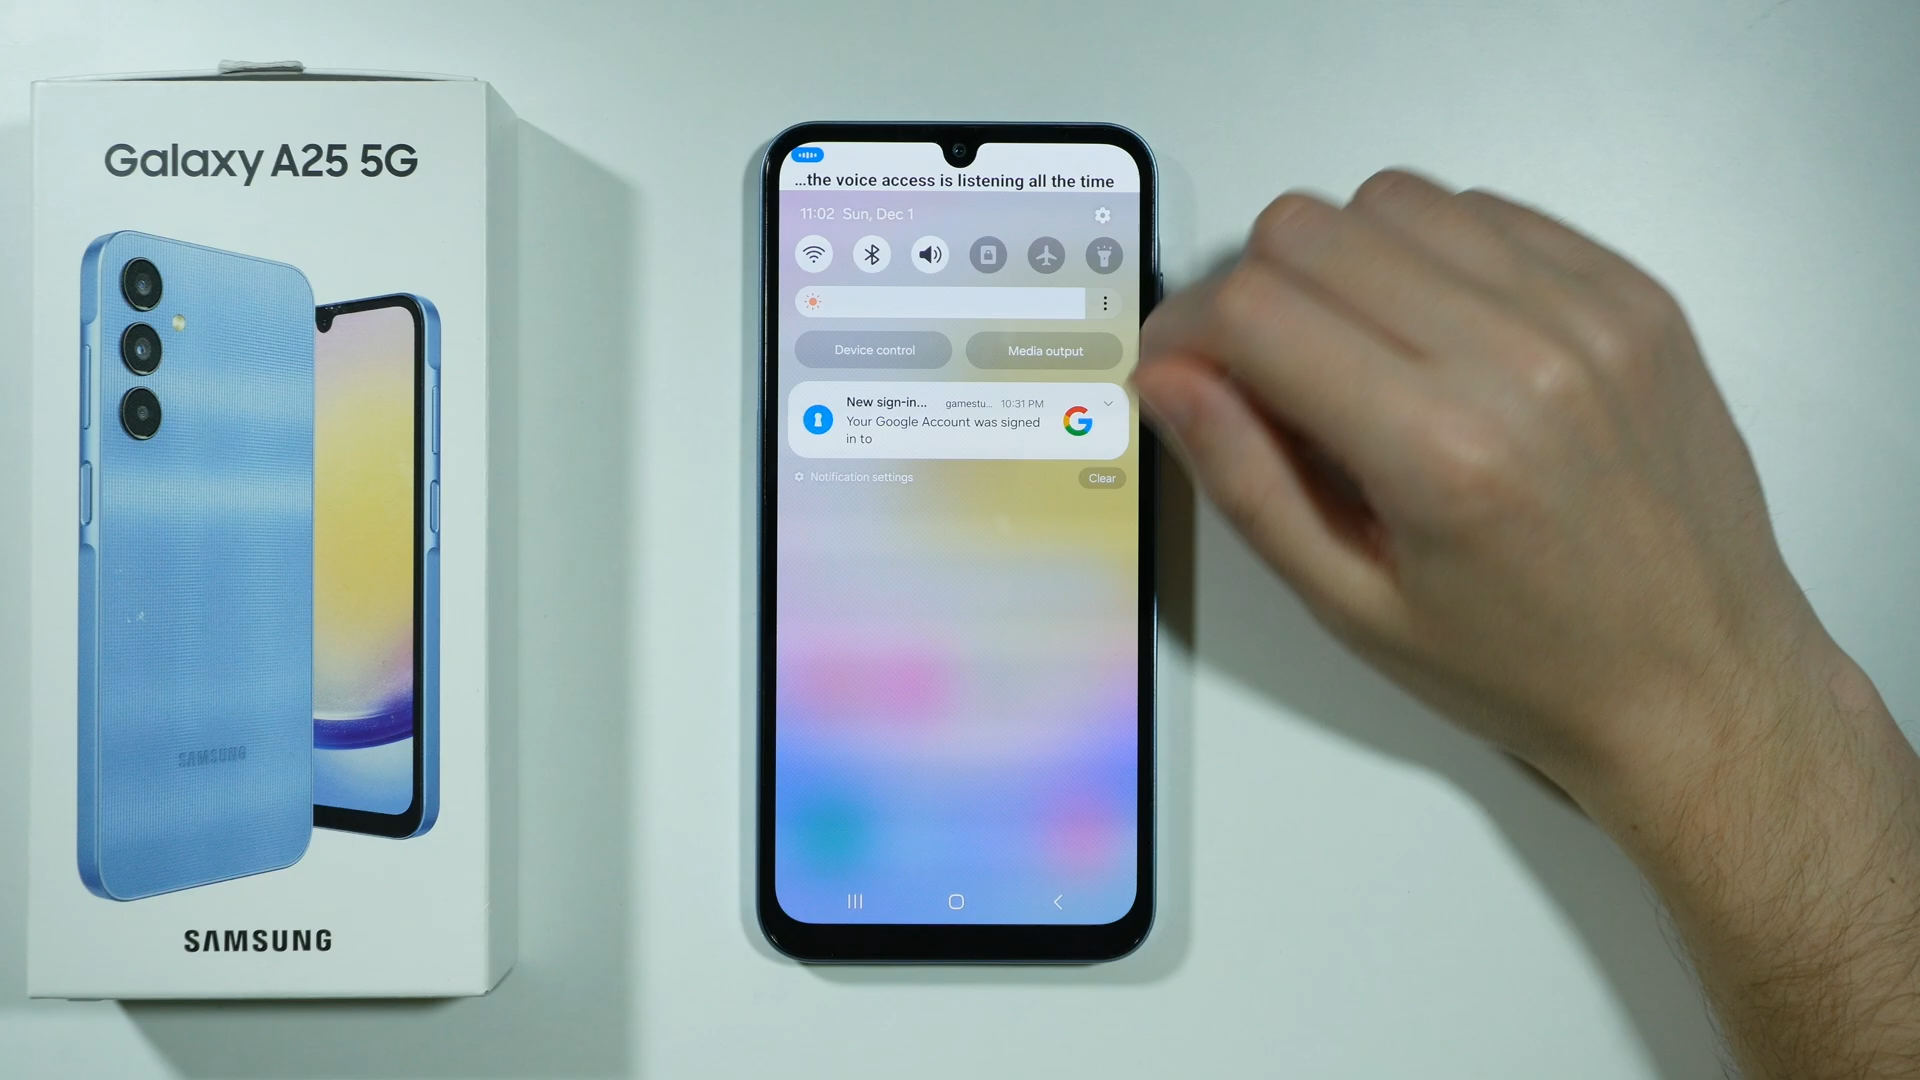 Galaxy A25 5G
SAMSUNG
SAMSUNG
...the voice access is listening all the time
11:02 Sun, Dec 1
Device control
Media output
New sign-in... gamestu... 10:31 PM
Your Google Account was signed
in to
Notification settings
Clear